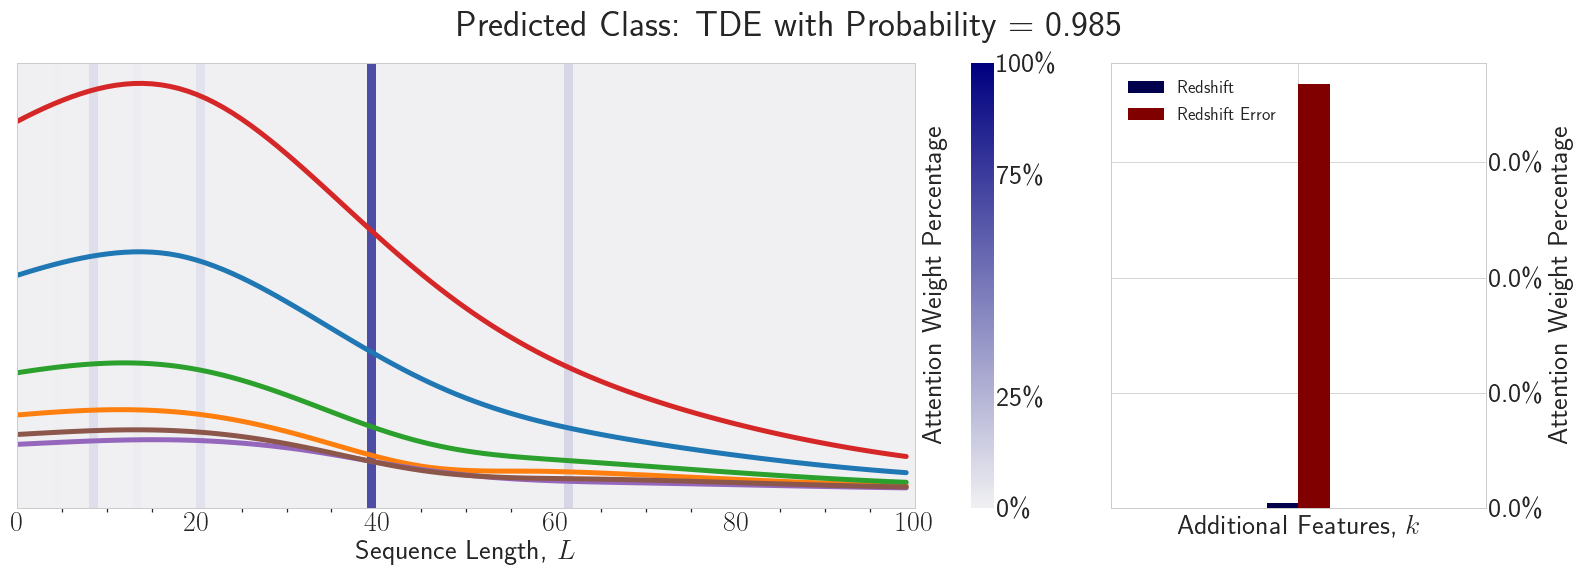 Predicted Class: TDE with Probability = 0.985
0
20
40
60
80
100
Sequence Length, L
Attention Weight Percentage
100%
75%
25%
0%
Redshift
Redshift Error
0.0%
0.0%
0.0%
0.0%
Attention Weight Percentage
Additional Features, k